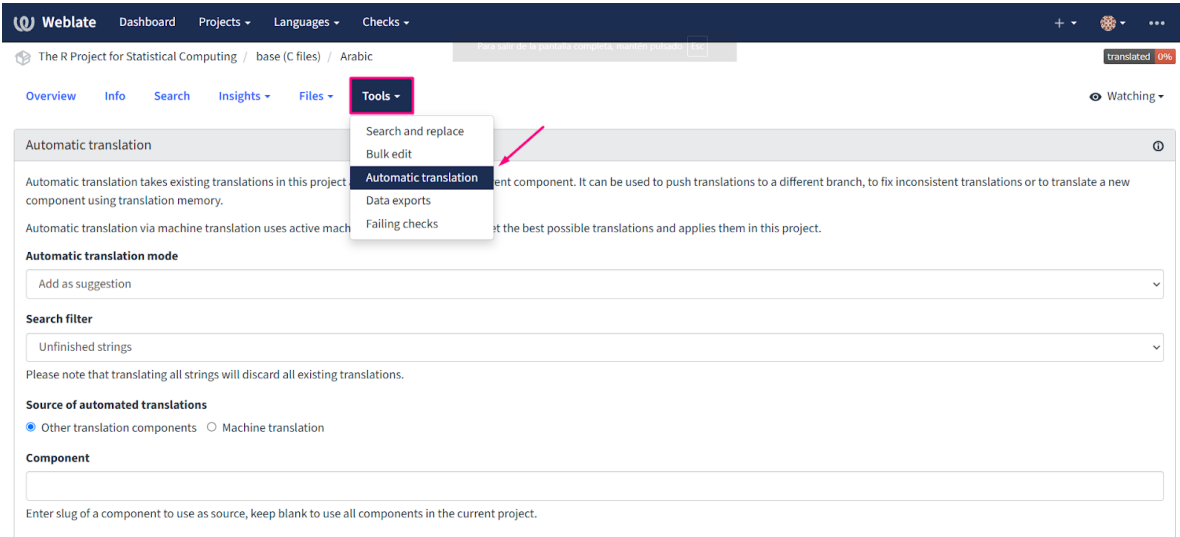 Weblate Dashboard Projects Languages Checks
Para salir de la pantalla completa, mantén pulsado Esc
The R Project for Statistical Computing / base (C files) / Arabic translated 0%
Overview Info Search Insights Files Tools Watching
Search and replace
Bulk edit
Automatic translation
Data exports
Failing checks
Automatic translation
Automatic translation takes existing translations in this project ent component. It can be used to push translations to a different branch, to fix inconsistent translations or to translate a new
component using translation memory.
Automatic translation via machine translation uses active mach et the best possible translations and applies them in this project.
Automatic translation mode
Add as suggestion
Search filter
Unfinished strings
Please note that translating all strings will discard all existing translations.
Source of automated translations
Other translation components Machine translation
Component
Enter slug of a component to use as source, keep blank to use all components in the current project.